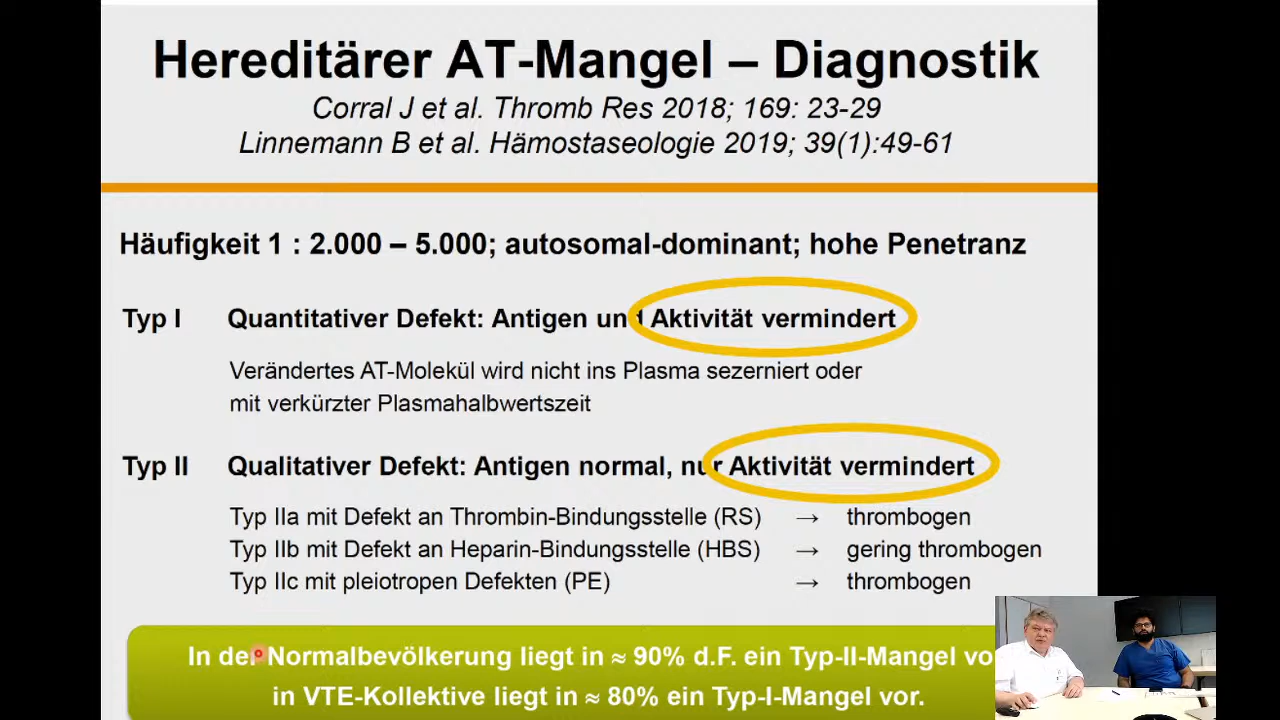 Hereditärer AT-Mangel – Diagnostik
Corral J et al. Thromb Res 2018; 169: 23-29
Linnemann B et al. Hämostaseologie 2019; 39(1):49-61
Häufigkeit 1 : 2.000 – 5.000; autosomal-dominant; hohe Penetranz
Typ I Quantitativer Defekt: Antigen und Aktivität vermindert
Verändertes AT-Molekül wird nicht ins Plasma sezerniert oder
mit verkürzter Plasmahalbwertszeit
Typ II Qualitativer Defekt: Antigen normal, nur Aktivität vermindert
Typ IIa mit Defekt an Thrombin-Bindungsstelle (RS) → thrombogen
Typ IIb mit Defekt an Heparin-Bindungsstelle (HBS) → gering thrombogen
Typ IIc mit pleiotropen Defekten (PE) → thrombogen
In der Normalbevölkerung liegt in ≈ 90% d.F. ein Typ-II-Mangel vo
in VTE-Kollektive liegt in ≈ 80% ein Typ-I-Mangel vor.